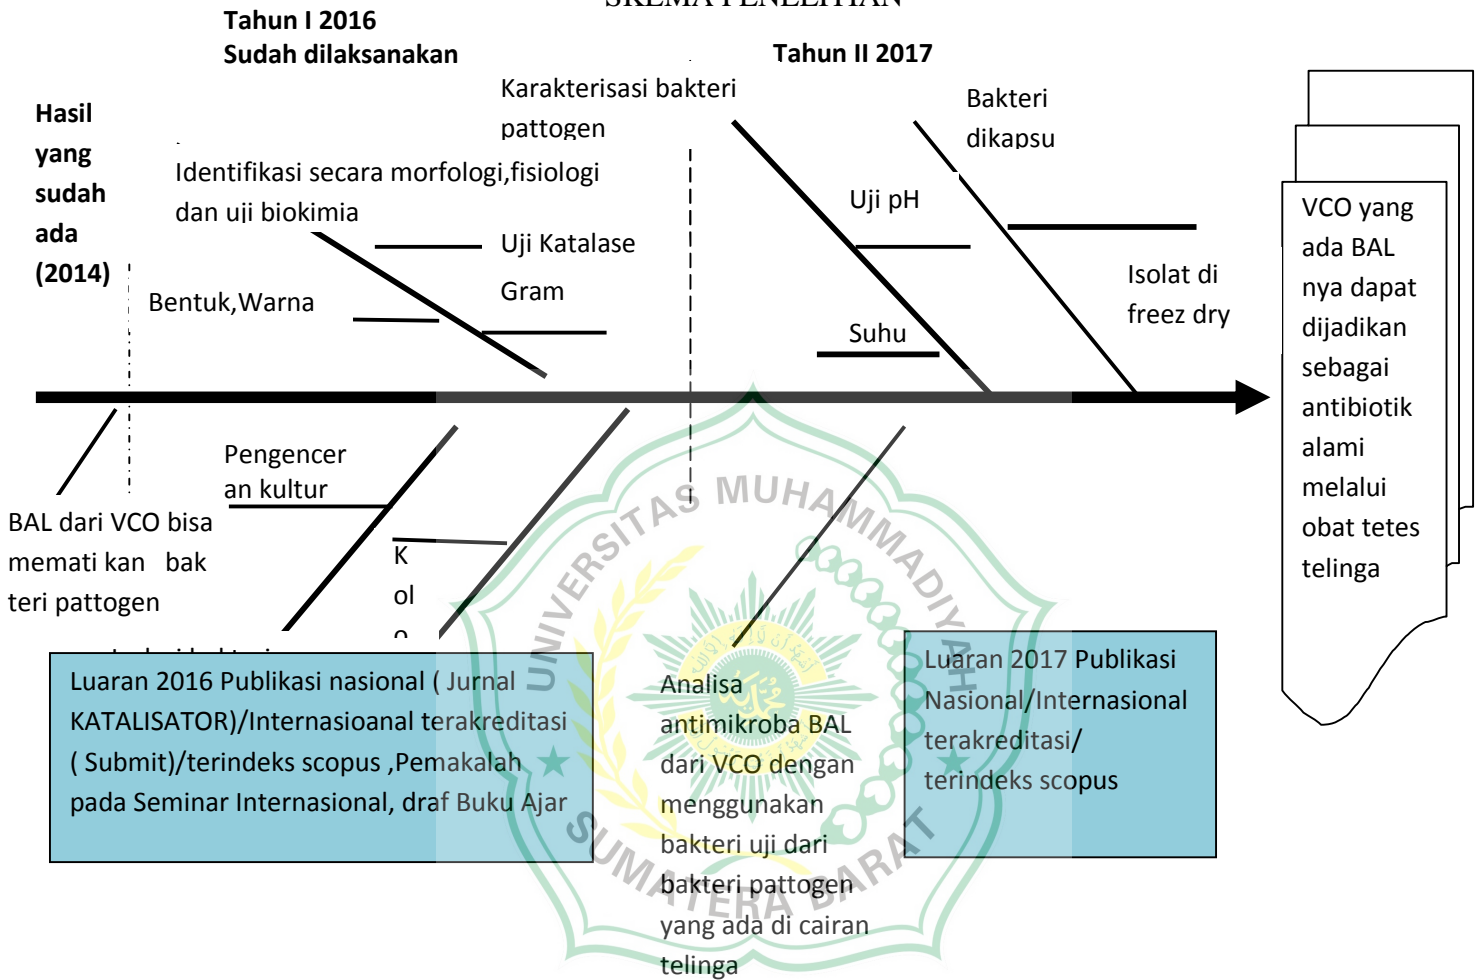 SKEMA PENELITIAN
Tahun I 2016
Sudah dilaksanakan
Tahun II 2017
Hasil
yang
sudah
ada
(2014)
Karakterisasi bakteri
pattogen
Identifikasi secara morfologi,fisiologi
dan uji biokimia
Uji Katalase
Gram
Bentuk,Warna
Bakteri
dikapsu
Uji pH
Suhu
Isolat di
freez dry
VCO yang
ada BAL
nya dapat
dijadikan
sebagai
antibiotik
alami
melalui
obat tetes
telinga
BAL dari VCO bisa
memati kan bak
teri pattogen
Pengencer
an kultur
K
ol
o
Luaran 2016 Publikasi nasional ( Jurnal
KATALISATOR)/Internasioanal terakreditasi
( Submit)/terindeks scopus ,Pemakalah
pada Seminar Internasional, draf Buku Ajar
Analisa
antimikroba BAL
dari VCO dengan
menggunakan
bakteri uji dari
bakteri pattogen
yang ada di cairan
telinga
Luaran 2017 Publikasi
Nasional/Internasional
terakreditasi/
terindeks scopus
UNIVERSITAS MUHAMMADIYAH
SUMATERA BARAT